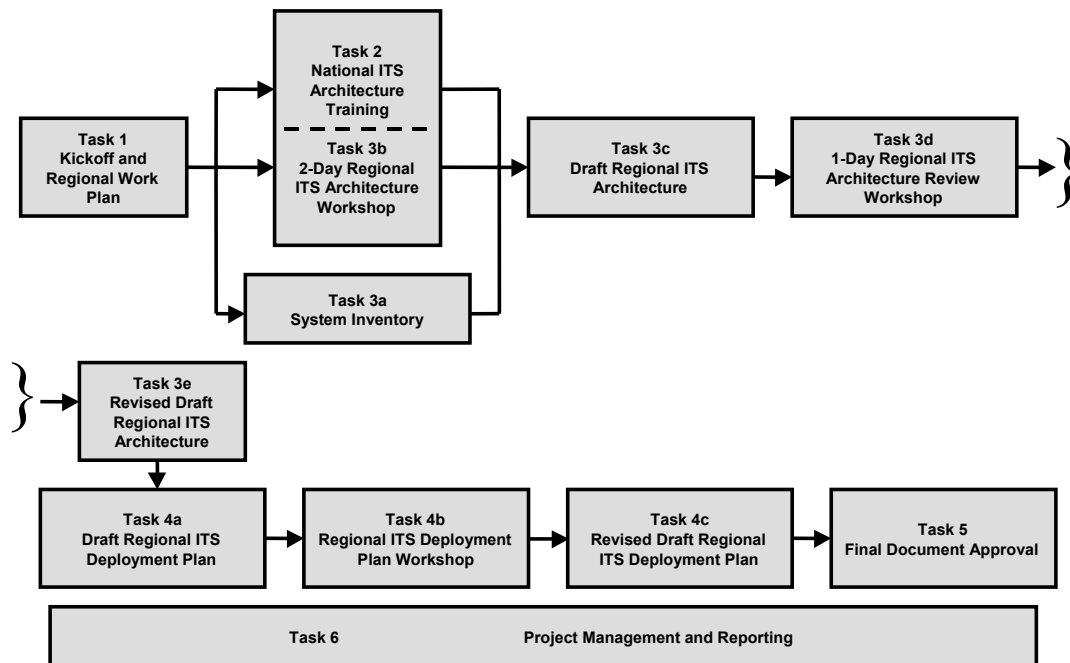 Task 2
National ITS
Architecture
Training
Task 3b
2-Day Regional
ITS Architecture
Workshop
Task 1
Kickoff and
Regional Work
Plan
Task 3a
System Inventory
Task 3c
Draft Regional ITS
Architecture
Task 3d
1-Day Regional ITS
Architecture Review
Workshop
}
}
Task 3e
Revised Draft
Regional ITS
Architecture
Task 4a
Draft Regional ITS
Deployment Plan
Task 4b
Regional ITS Deployment
Plan Workshop
Task 4c
Revised Draft Regional
ITS Deployment Plan
Task 5
Final Document Approval
Task 6 Project Management and Reporting